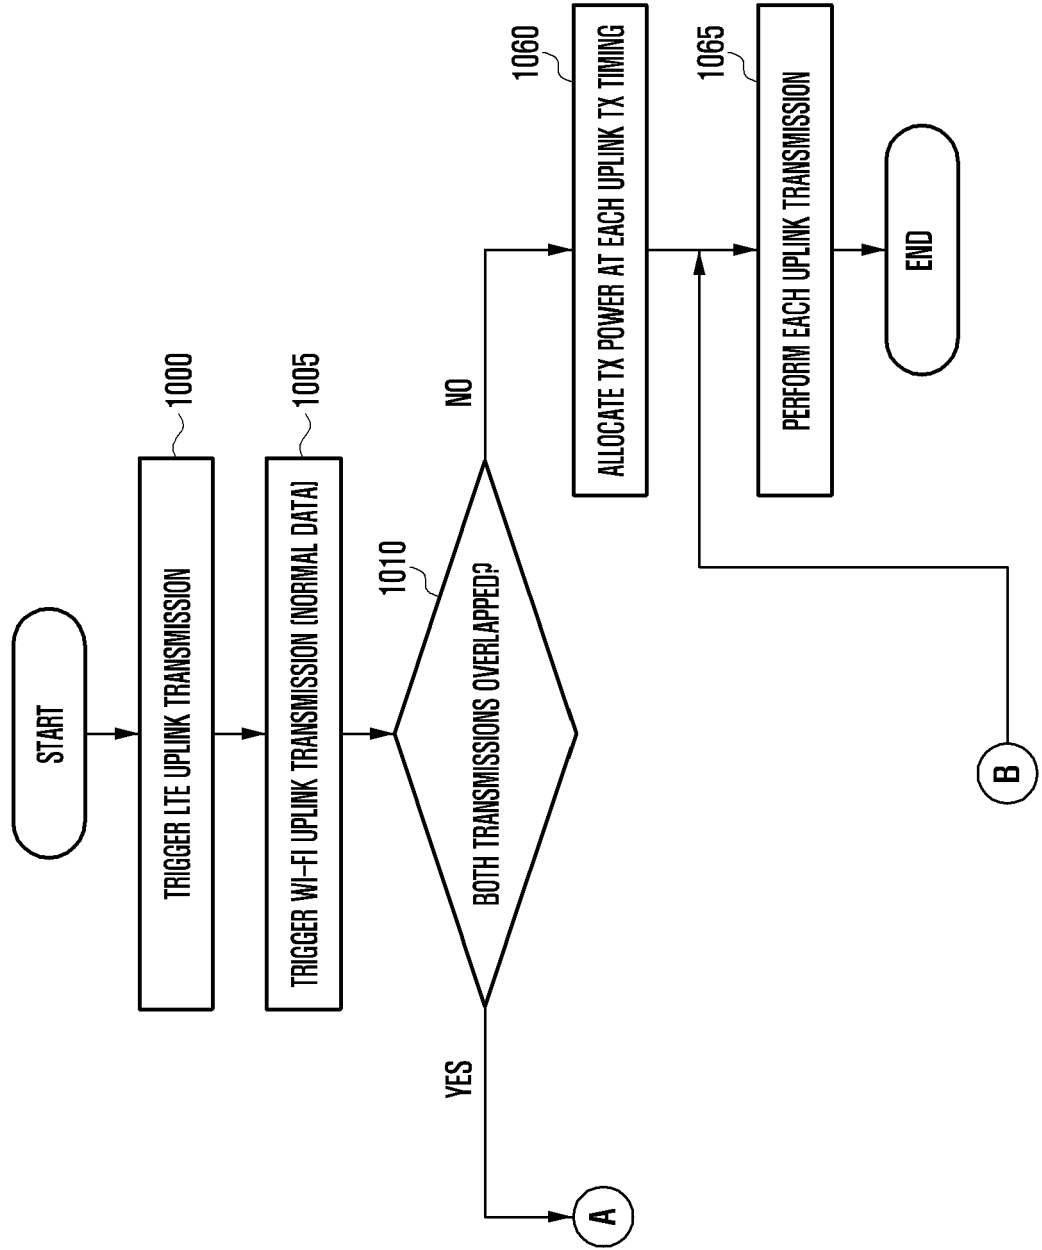 START
TRIGGER LTE UPLINK TRANSMISSION
1000
TRIGGER WI-FI UPLINK TRANSMISSION (NORMAL DATA)
1005
BOTH TRANSMISSIONS OVERLAPPED?
1010
YES
NO
A
ALLOCATE TX POWER AT EACH UPLINK TX TIMING
1060
PERFORM EACH UPLINK TRANSMISSION
1065
END
B